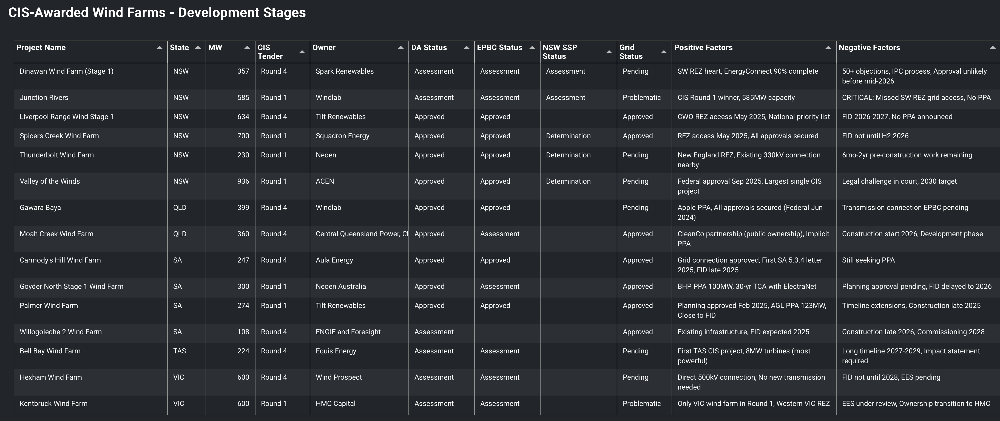 CIS-Awarded Wind Farms - Development Stages
Project Name State MW CIS Tender Owner DA Status EPBC Status NSW SSP Status Grid Status Positive Factors Negative Factors
Dinawan Wind Farm (Stage 1) NSW 357 Round 4 Spark Renewables Assessment Assessment Assessment Pending SW REZ heart, EnergyConnect 90% complete 50+ objections, IPC process, Approval unlikely before mid-2026
Junction Rivers NSW 585 Round 1 Windlab Assessment Assessment Assessment Problematic CIS Round 1 winner, 585MW capacity CRITICAL: Missed SW REZ grid access, No PPA
Liverpool Range Wind Stage 1 NSW 634 Round 4 Tilt Renewables Approved Approved Approved CWO REZ access May 2025, National priority list FID 2026-2027, No PPA announced
Spicers Creek Wind Farm NSW 700 Round 1 Squadron Energy Approved Approved Determination Approved REZ access May 2025, All approvals secured FID not until H2 2026
Thunderbolt Wind Farm NSW 230 Round 1 Neoen Approved Approved Determination Pending New England REZ, Existing 330kV connection nearby 6mo-2yr pre-construction work remaining
Valley of the Winds NSW 936 Round 1 ACEN Approved Approved Determination Pending Federal approval Sep 2025, Largest single CIS project Legal challenge in court, 2030 target
Gawara Baya QLD 399 Round 4 Windlab Approved Approved Pending Apple PPA, All approvals secured (Federal Jun 2024) Transmission connection EPBC pending
Moah Creek Wind Farm QLD 360 Round 4 Central Queensland Power, Cl Approved Assessment Approved CleanCo partnership (public ownership), Implicit PPA Construction start 2026, Development phase
Carmody's Hill Wind Farm SA 247 Round 4 Aula Energy Approved Approved Approved Grid connection approved, First SA 5.3.4 letter 2025, FID late 2025 Still seeking PPA
Goyder North Stage 1 Wind Farm SA 300 Round 1 Neoen Australia Approved Assessment Approved BHP PPA 100MW, 30-yr TCA with ElectraNet Planning approval pending, FID delayed to 2026
Palmer Wind Farm SA 274 Round 1 Tilt Renewables Approved Approved Approved Planning approved Feb 2025, AGL PPA 123MW, Close to FID Timeline extensions, Construction late 2025
Willogoleche 2 Wind Farm SA 108 Round 4 ENGIE and Foresight Assessment Approved Existing infrastructure, FID expected 2025 Construction late 2026, Commissioning 2028
Bell Bay Wind Farm TAS 224 Round 4 Equis Energy Assessment Assessment Pending First TAS CIS project, 8MW turbines (most powerful) Long timeline 2027-2029, Impact statement required
Hexham Wind Farm VIC 600 Round 4 Wind Prospect Assessment Assessment Pending Direct 500kV connection, No new transmission needed FID not until 2028, EES pending
Kentbruck Wind Farm VIC 600 Round 1 HMC Capital Assessment Assessment Problematic Only VIC wind farm in Round 1, Western VIC REZ EES under review, Ownership transition to HMC